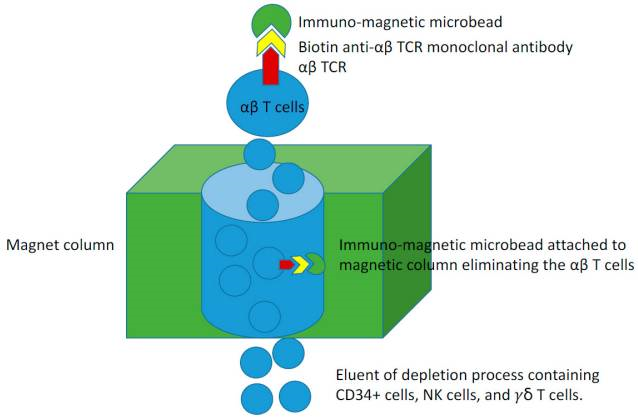 Immuno-magnetic microbead
Biotin anti-αβ TCR monoclonal antibody
αβ TCR
αβ T cells
Magnet column
Immuno-magnetic microbead attached to
magnetic column eliminating the αβ T cells
Eluent of depletion process containing
CD34+ cells, NK cells, and γδ T cells.